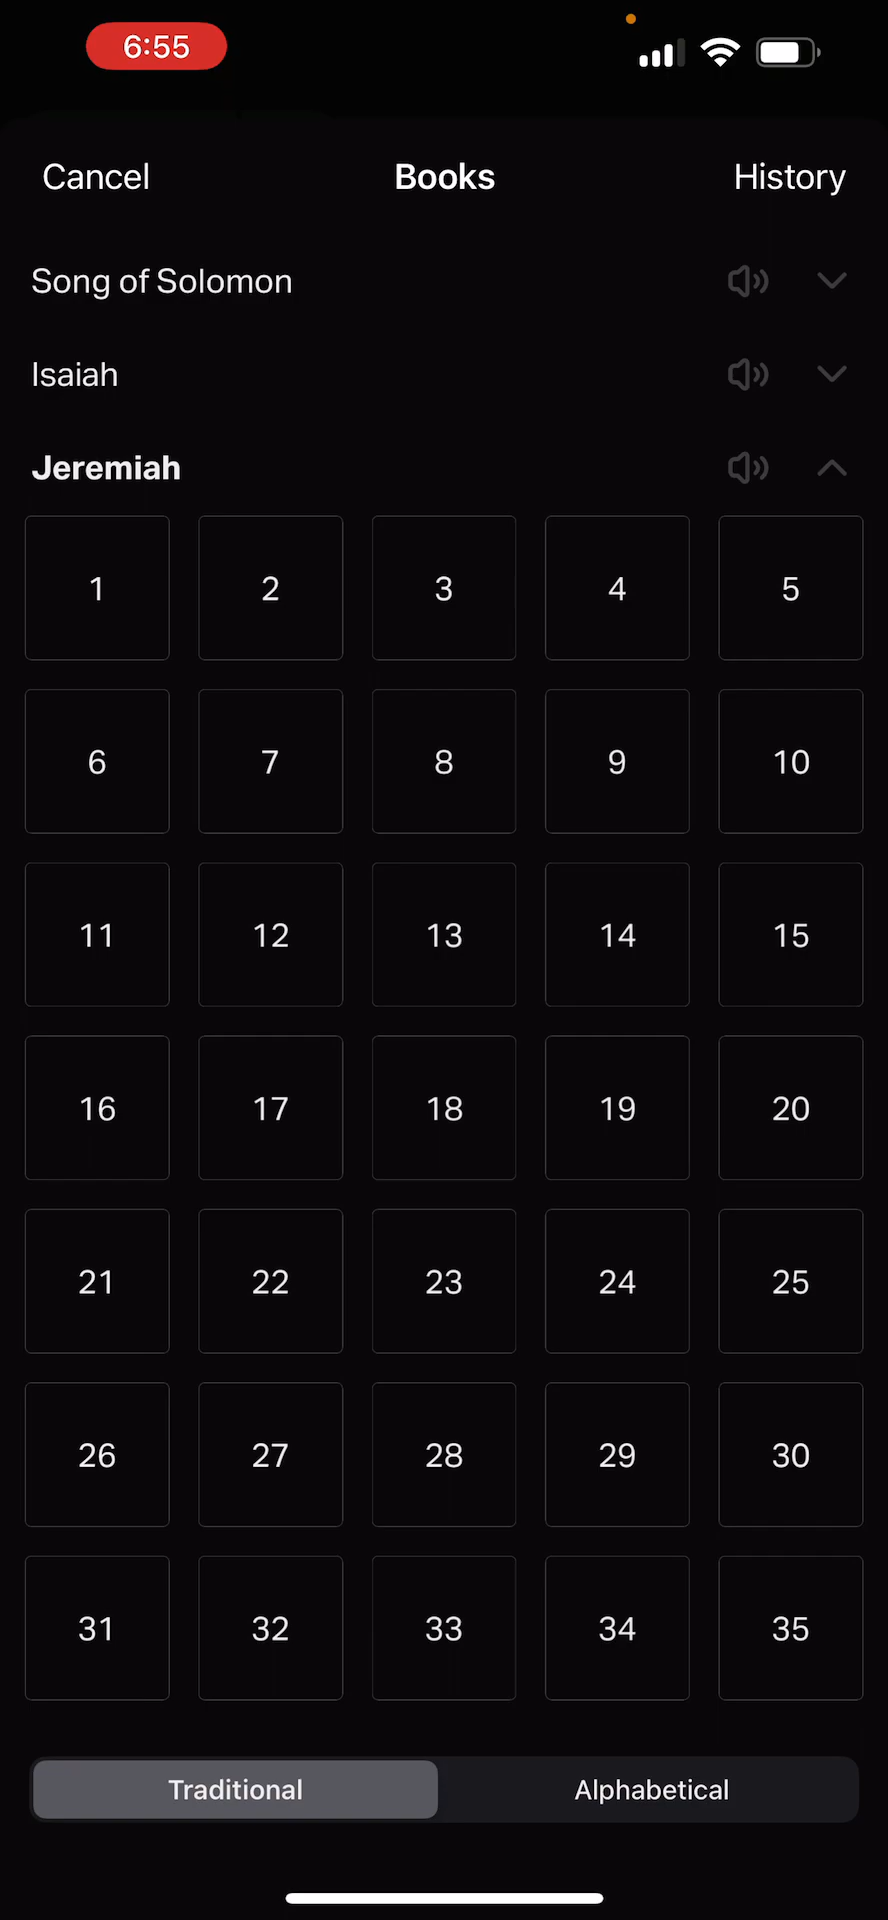 6:55
Cancel Books History
Song of Solomon
Isaiah
Jeremiah
1 2 3 4 5
6 7 8 9 10
11 12 13 14 15
16 17 18 19 20
21 22 23 24 25
26 27 28 29 30
31 32 33 34 35
Traditional Alphabetical